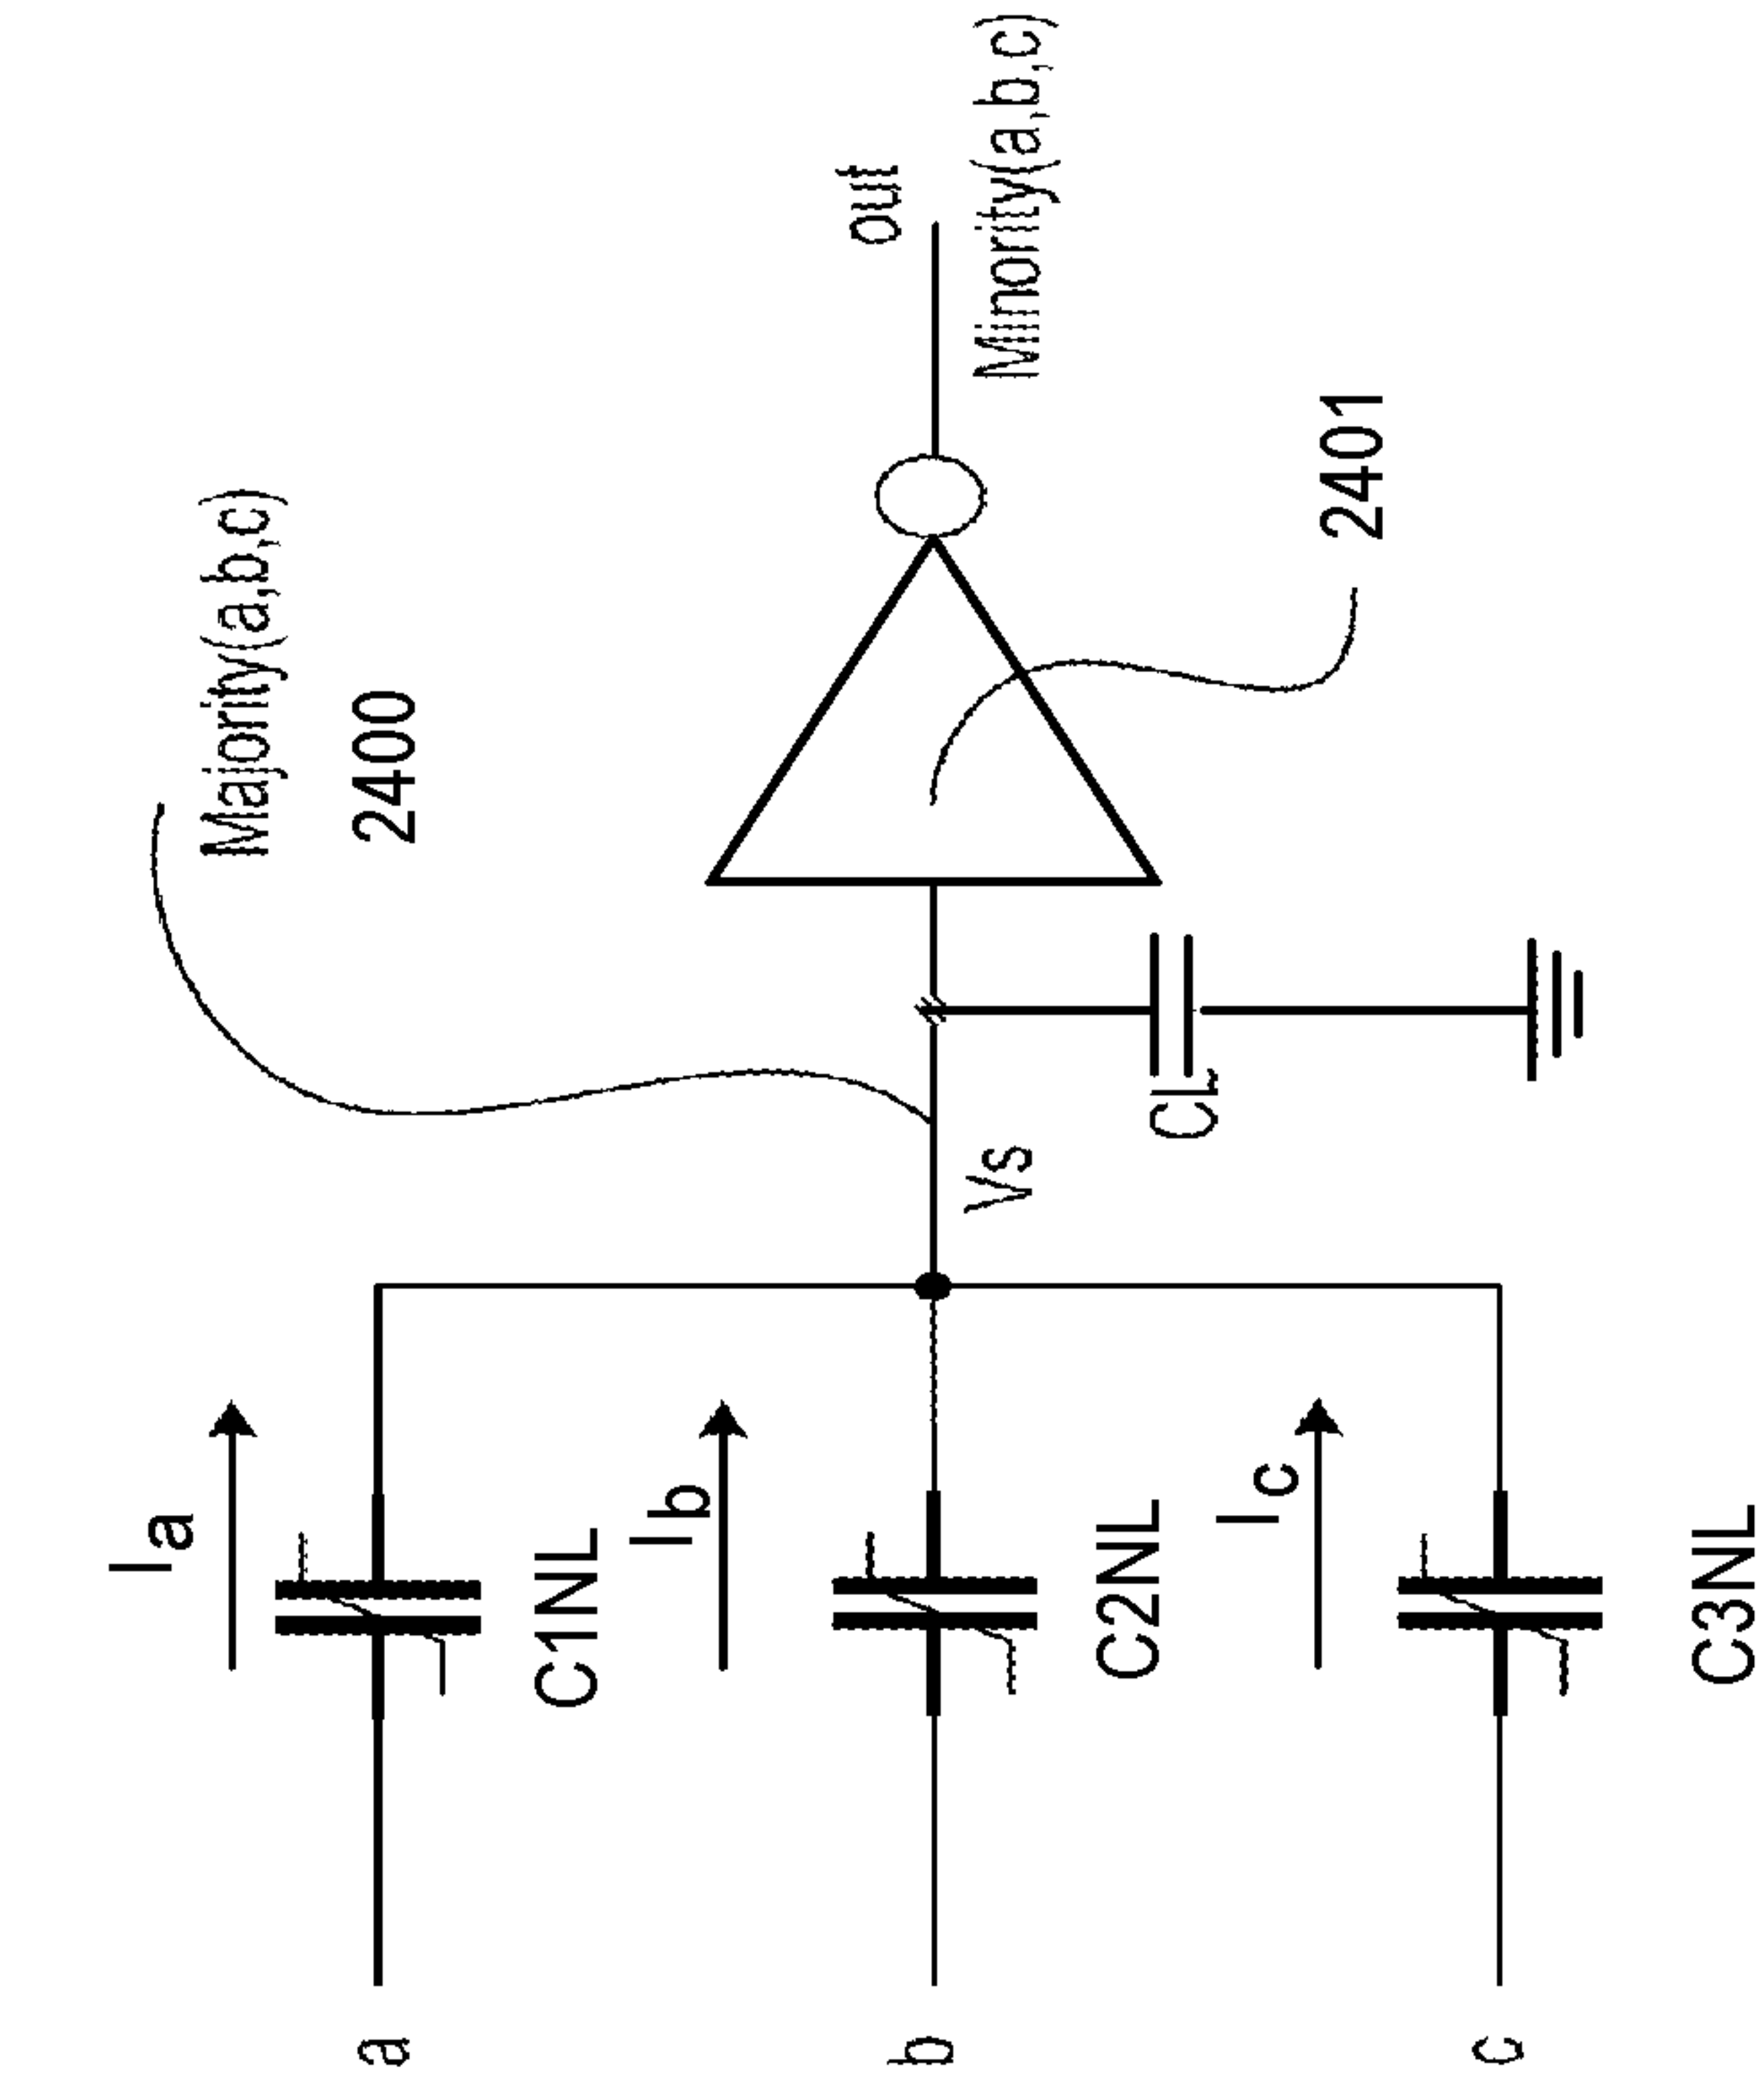 Majority(a,b,c)
2400
Ia
a
C1NL
Ib
b
C2NL
Ic
c
C3NL
Vs
CL
out
Minority(a,b,c)
2401